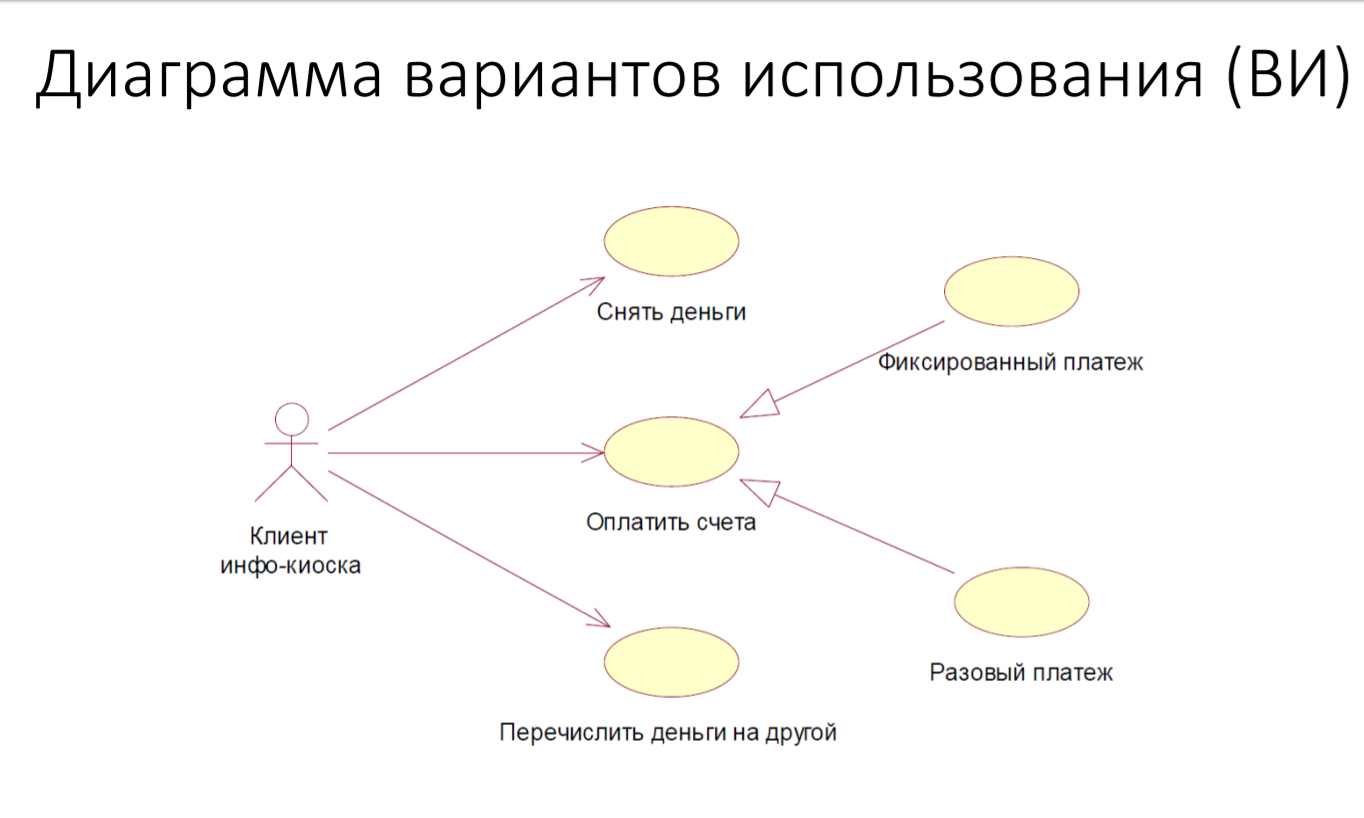 Диаграмма вариантов использования (ВИ)
Снять деньги
Фиксированный платеж
Клиент
инфо-киоска
Оплатить счета
Разовый платеж
Перечислить деньги на другой